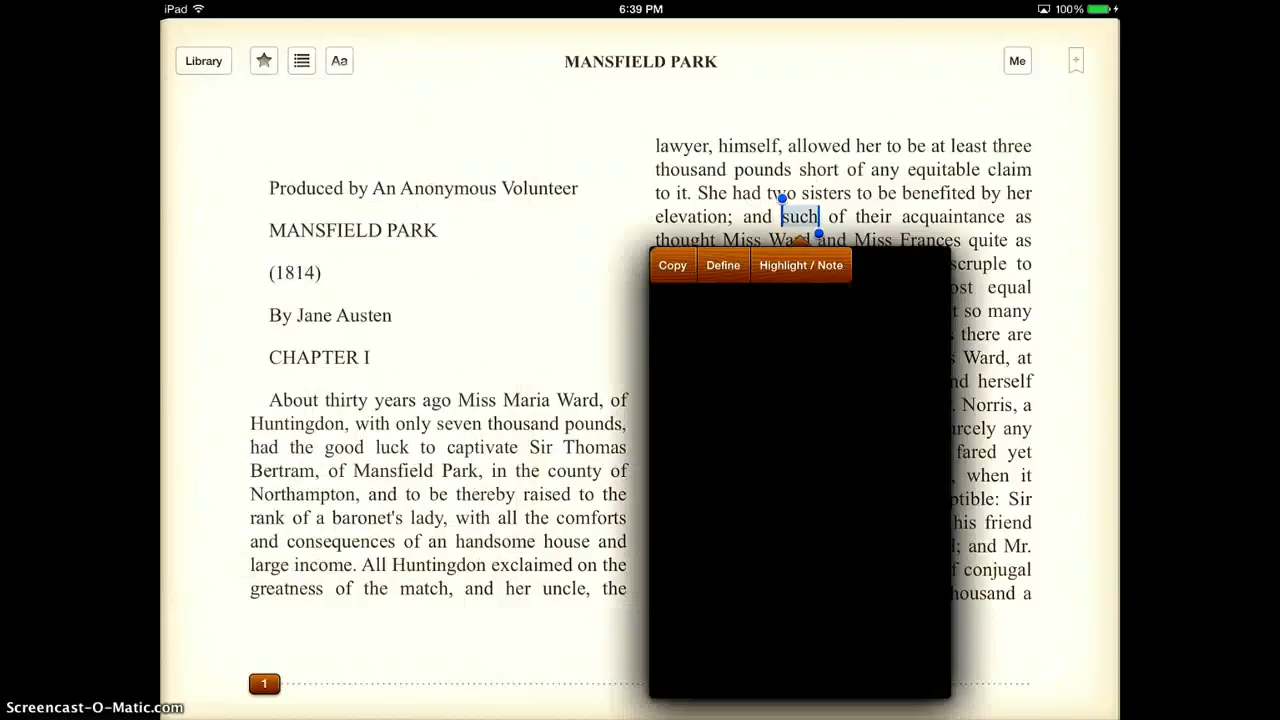 iPad
6:39 PM
100%
Library
Aa
MANSFIELD PARK
Me
Produced by An Anonymous Volunteer
MANSFIELD PARK
(1814)
By Jane Austen
CHAPTER I
About thirty years ago Miss Maria Ward, of
Huntingdon, with only seven thousand pounds,
had the good luck to captivate Sir Thomas
Bertram, of Mansfield Park, in the county of
Northampton, and to be thereby raised to the
rank of a baronet's lady, with all the comforts
and consequences of an handsome house and
large income. All Huntingdon exclaimed on the
greatness of the match, and her uncle, the
lawyer, himself, allowed her to be at least three
thousand pounds short of any equitable claim
to it. She had two sisters to be benefited by her
elevation; and such of their acquaintance as
thought Miss Ward and Miss Frances quite as
Copy
Define
Highlight / Note
scruple to
equal
so many
there are
Ward, at
herself
Norris, a
any
fared yet
when it
Sir
his friend
and Mr.
conjugal
a
1
Screencast-O-Matic.com